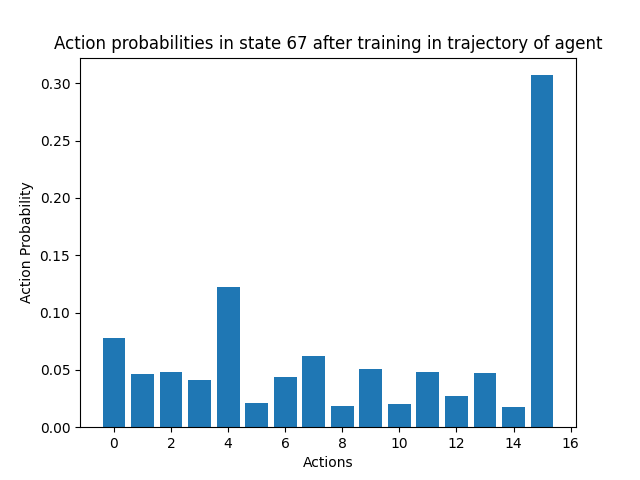 Action probabilities in state 67 after training in trajectory of agent
0.30
0.25
0.20
0.15
0.10
0.05
0.00
Action Probability
0 2 4 6 8 10 12 14 16
Actions